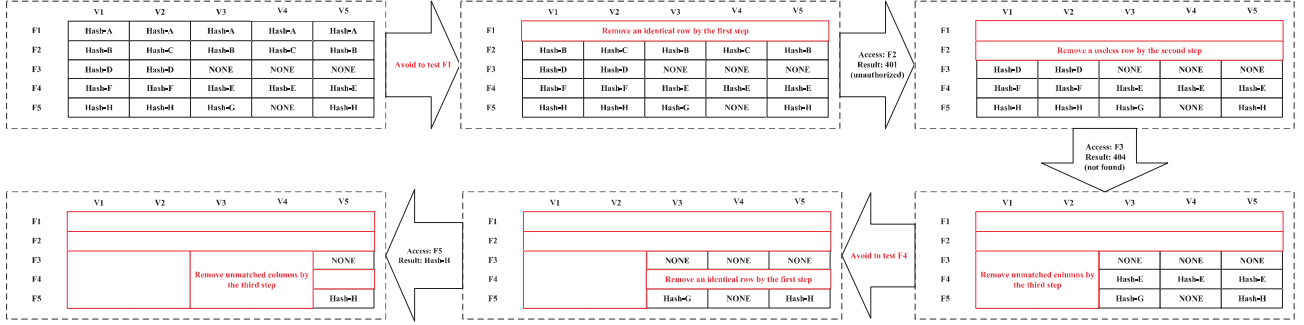 V1 V2 V3 V4 V5
F1 Hash-A Hash-A Hash-A Hash-A Hash-A
F2 Hash-B Hash-C Hash-B Hash-C Hash-B
F3 Hash-D Hash-D NONE NONE NONE
F4 Hash-F Hash-F Hash-E Hash-E Hash-E
F5 Hash-H Hash-H Hash-G NONE Hash-H
Avoid to test F1
V1 V2 V3 V4 V5
F1 Remove an identical row by the first step
F2 Hash-B Hash-C Hash-B Hash-C Hash-B
F3 Hash-D Hash-D NONE NONE NONE
F4 Hash-F Hash-F Hash-E Hash-E Hash-E
F5 Hash-H Hash-H Hash-G NONE Hash-H
Access: F2
Result: 401
(unauthorized)
V1 V2 V3 V4 V5
F1
F2 Remove a useless row by the second step
F3 Hash-D Hash-D NONE NONE NONE
F4 Hash-F Hash-F Hash-E Hash-E Hash-E
F5 Hash-H Hash-H Hash-G NONE Hash-H
Access: F3
Result: 404
(not found)
V1 V2 V3 V4 V5
F1
F2
F3 NONE NONE NONE
F4 Hash-E Hash-E Hash-E
F5 Hash-G NONE Hash-H
Remove unmatched columns by
the third step
Avoid to test F4
V1 V2 V3 V4 V5
F1
F2
F3 NONE NONE NONE
F4 Remove an identical row by the first step
F5 Hash-G NONE Hash-H
Access: F5
Result: Hash-H
V1 V2 V3 V4 V5
F1
F2
F3 NONE
F4
F5 Hash-H
Remove unmatched columns by
the third step